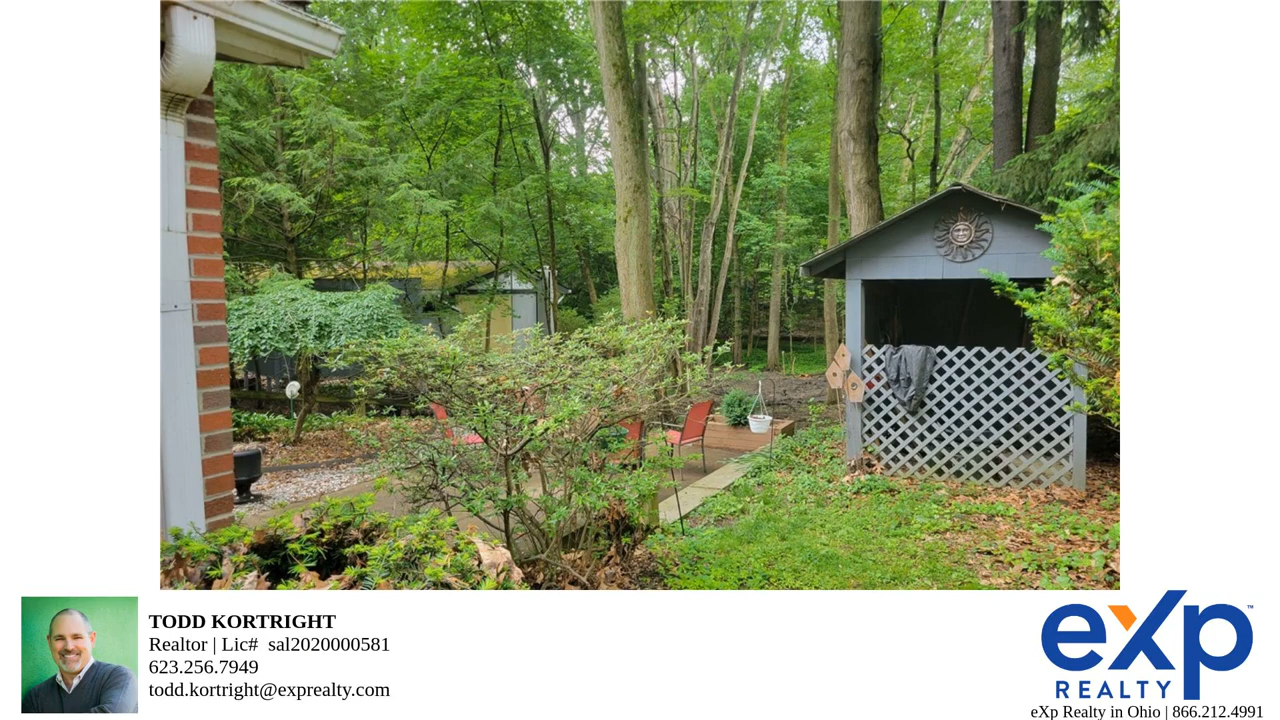 TODD KORTRIGHT
Realtor | Lic#  sal2020000581
623.256.7949
todd.kortright@exprealty.com
eXp™
REALTY
eXp Realty in Ohio | 866.212.4991